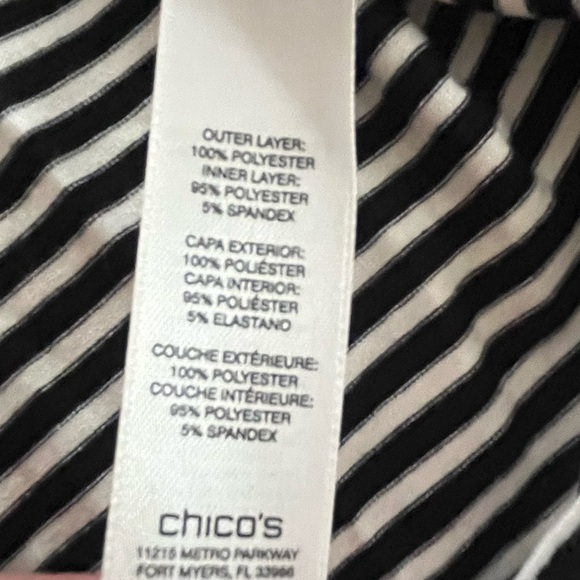 OUTER LAYER:
100% POLYESTER
INNER LAYER:
95% POLYESTER
5% SPANDEX
CAPA EXTERIOR:
100% POLIÉSTER
CAPA INTERIOR:
95% POLIÉSTER
5% ELASTANO
COUCHE EXTÉRIEURE:
100% POLYESTER
COUCHE INTÉRIEURE:
95% POLYESTER
5% SPANDEX
chico's
11215 METRO PARKWAY
FORT MYERS, FL 33966